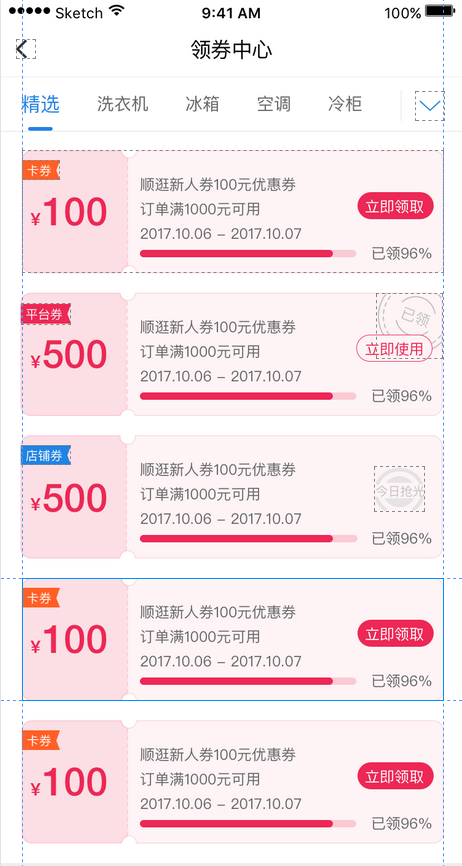 Sketch 9:41 AM 100%
领券中心
精选 洗衣机 冰箱 空调 冷柜
卡券
¥100
顺逛新人券100元优惠券
订单满1000元可用
2017.10.06 – 2017.10.07
已领96%
立即领取
平台券
¥500
顺逛新人券100元优惠券
订单满1000元可用
2017.10.06 – 2017.10.07
已领96%
已领
立即使用
店铺券
¥500
顺逛新人券100元优惠券
订单满1000元可用
2017.10.06 – 2017.10.07
已领96%
今日抢光
卡券
¥100
顺逛新人券100元优惠券
订单满1000元可用
2017.10.06 – 2017.10.07
已领96%
立即领取
卡券
¥100
顺逛新人券100元优惠券
订单满1000元可用
2017.10.06 – 2017.10.07
已领96%
立即领取